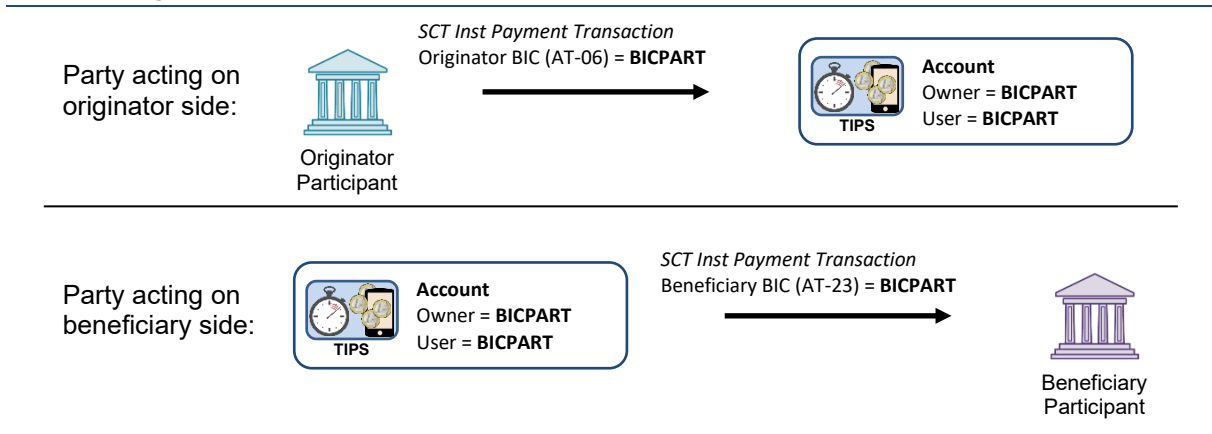 SCT Inst Payment Transaction
Originator BIC (AT-06) = BICPART
Party acting on
originator side:
Originator
Participant
TIPS
Account
Owner = BICPART
User = BICPART
Party acting on
beneficiary side:
TIPS
Account
Owner = BICPART
User = BICPART
SCT Inst Payment Transaction
Beneficiary BIC (AT-23) = BICPART
Beneficiary
Participant